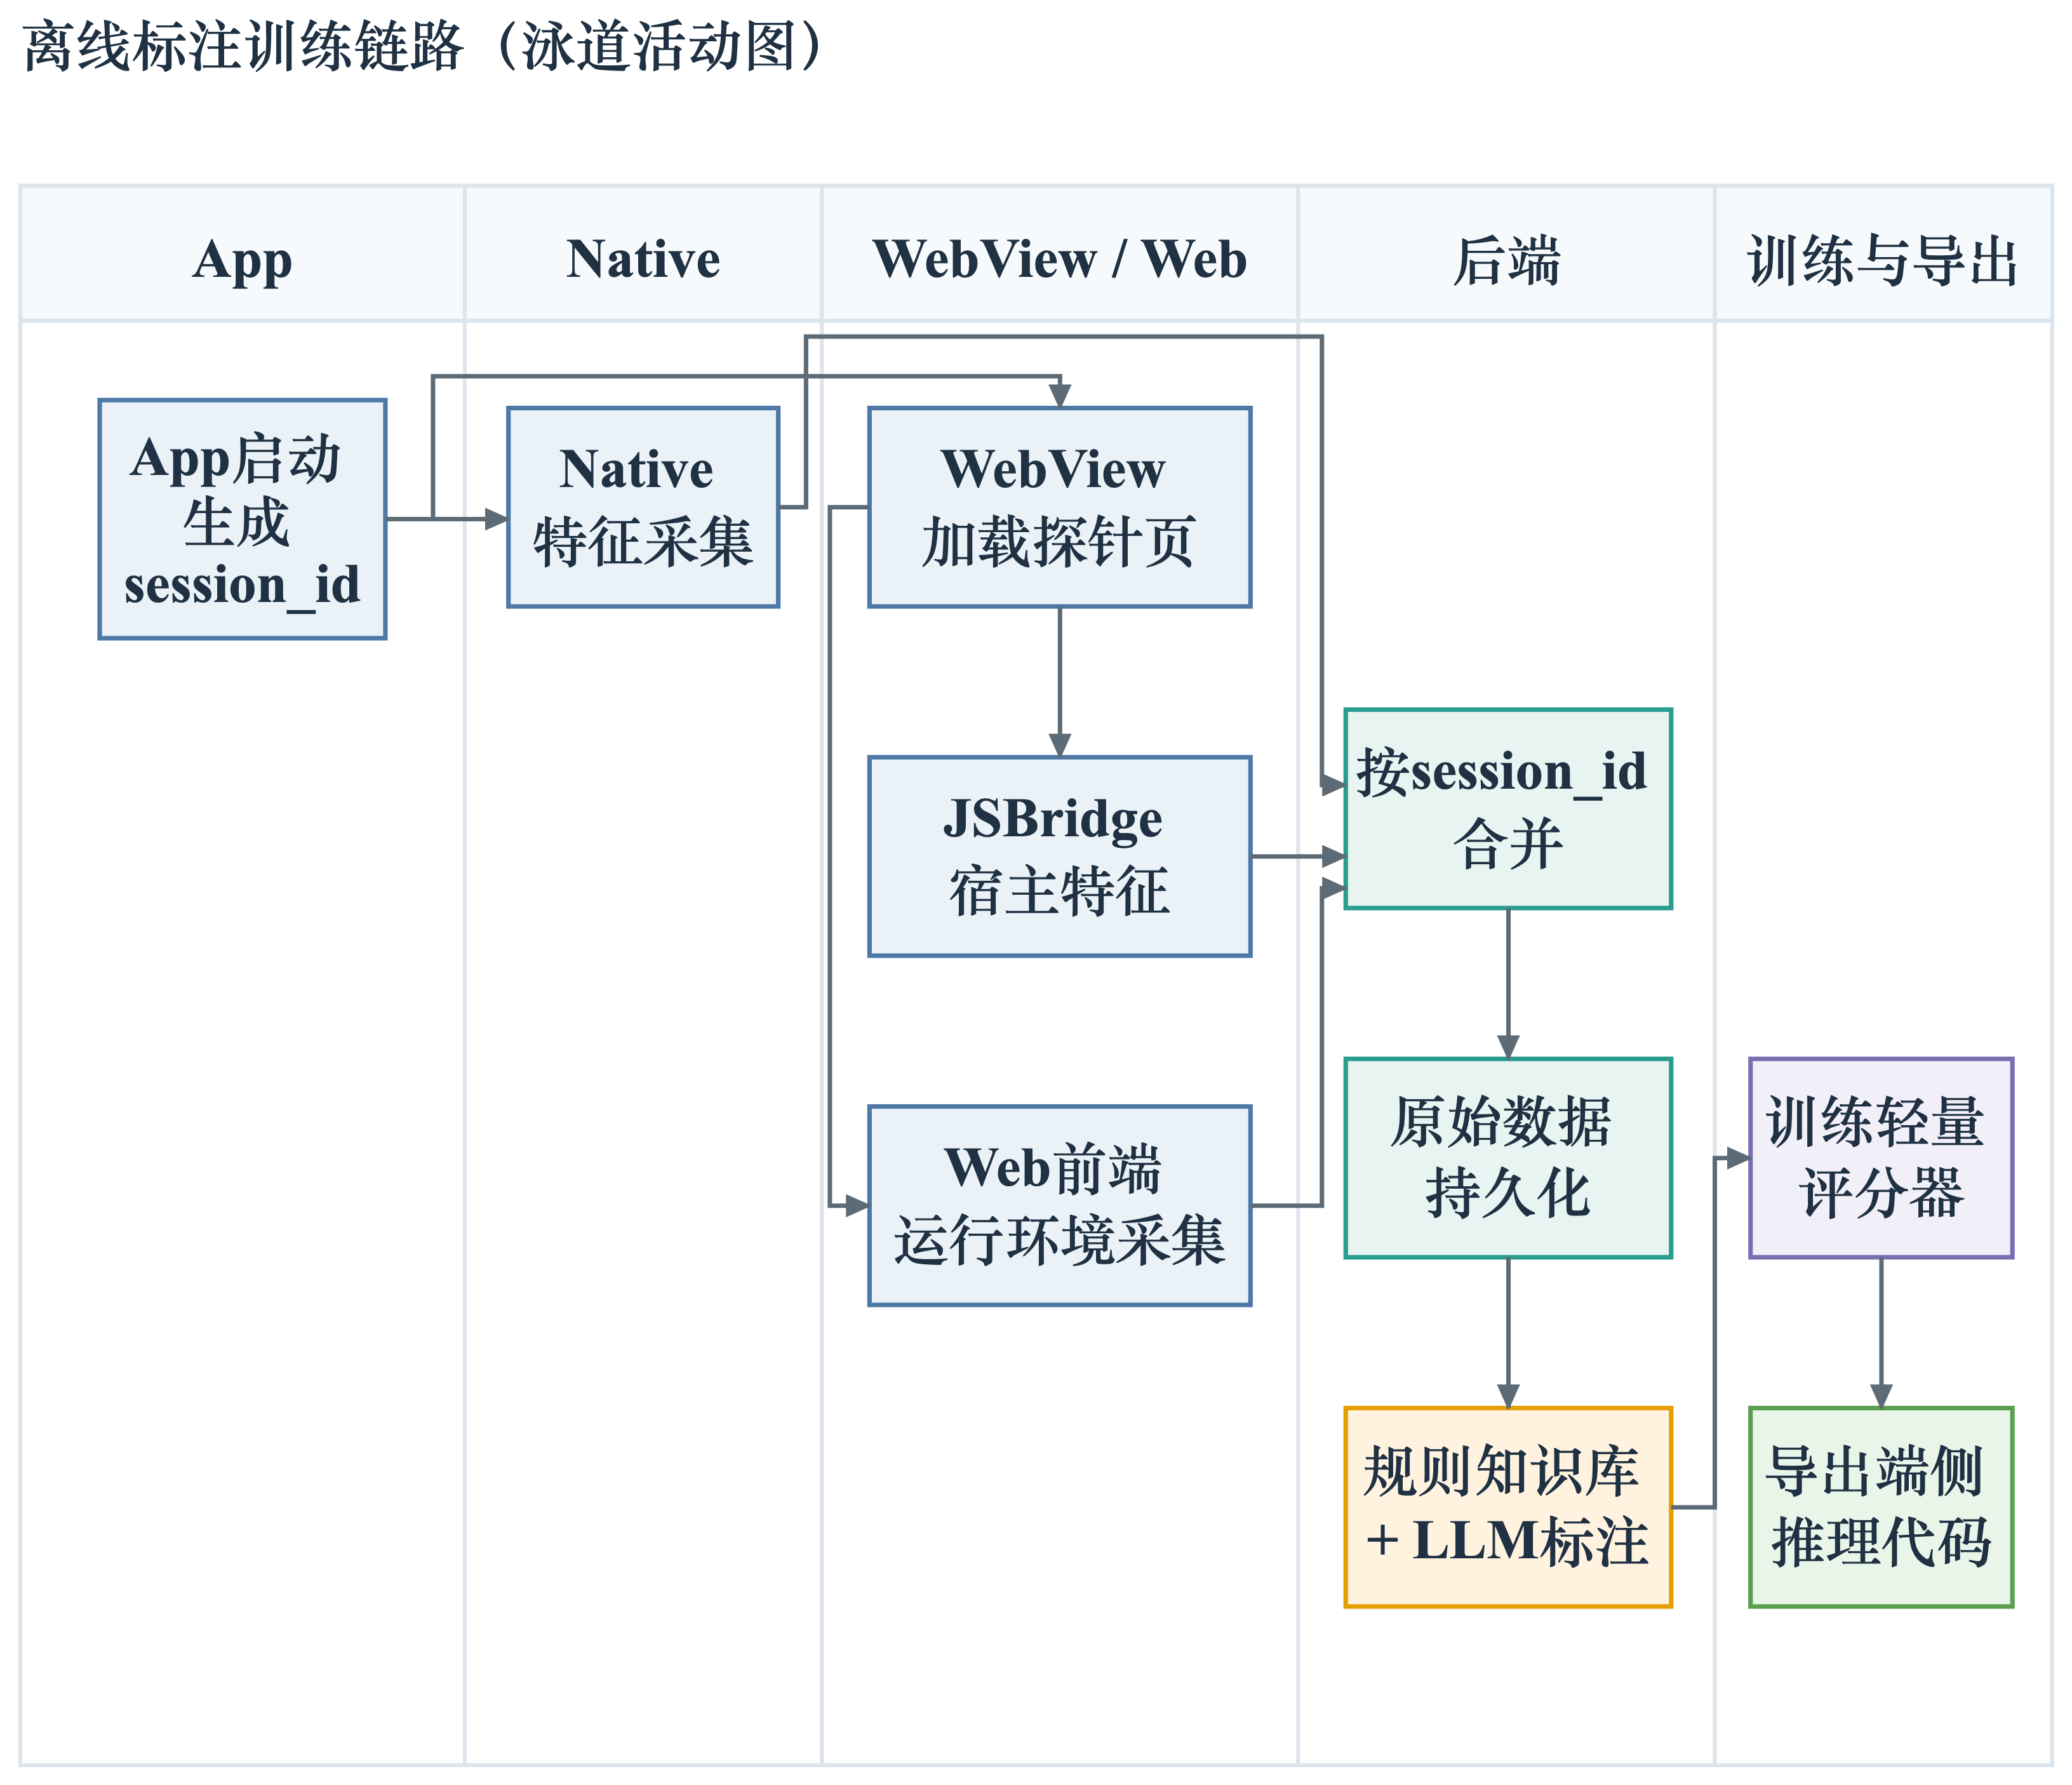 离线标注训练链路（泳道活动图）
App
Native
WebView / Web
后端
训练与导出
App启动
生成
session_id
Native
特征采集
WebView
加载探针页
JSBridge
宿主特征
Web前端
运行环境采集
按session_id
合并
原始数据
持久化
规则知识库
+ LLM标注
训练轻量
评分器
导出端侧
推理代码